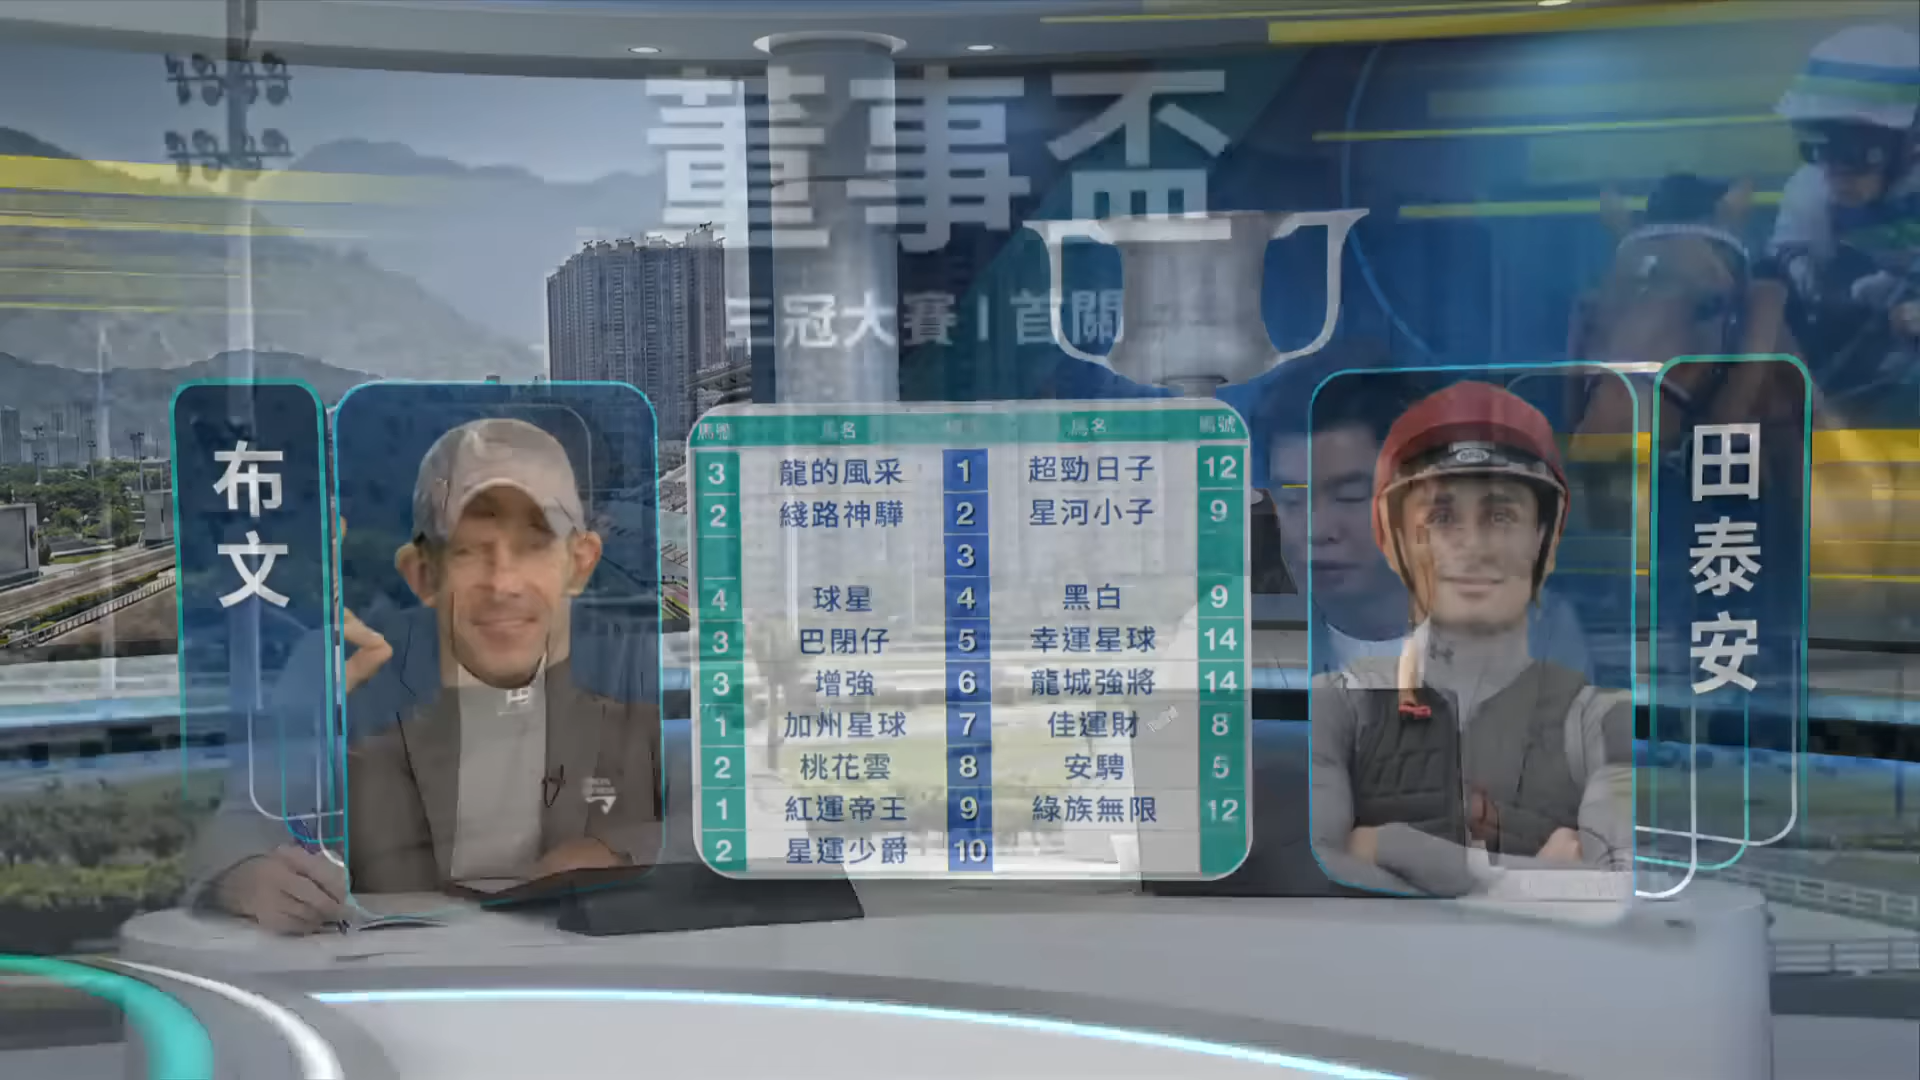 董事盃
三冠大賽 | 首關
布文
田泰安
馬號 馬名 馬名 馬號
3 龍的風采 1 超勁日子 12
2 綫路神驊 2 星河小子 9
3
4 球星 4 黑白 9
3 巴閉仔 5 幸運星球 14
3 增強 6 龍城強將 14
1 加州星球 7 佳運財 8
2 桃花雲 8 安騁 5
1 紅運帝王 9 綠族無限 12
2 星運少爵 10